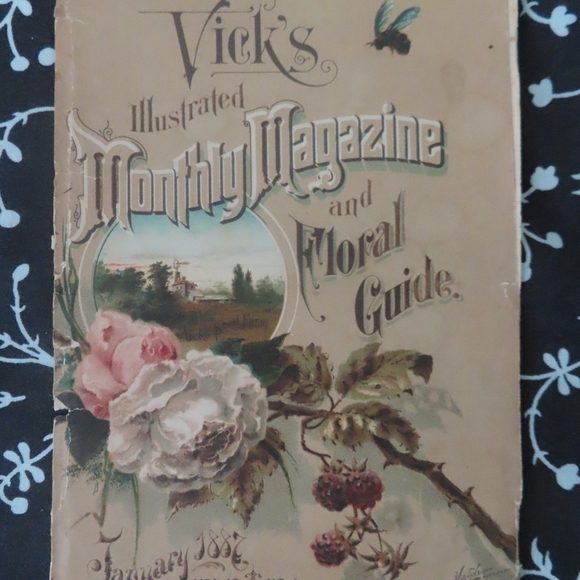 Vick's
Illustrated
Monthly Magazine
and
Floral
Guide.
January 1887